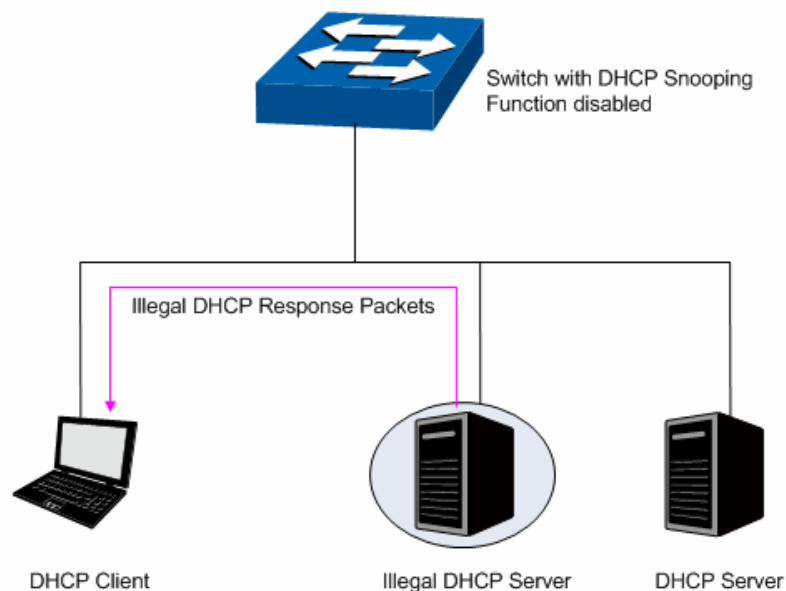 Switch with DHCP Snooping
Function disabled
Illegal DHCP Response Packets
DHCP Client
Illegal DHCP Server
DHCP Server